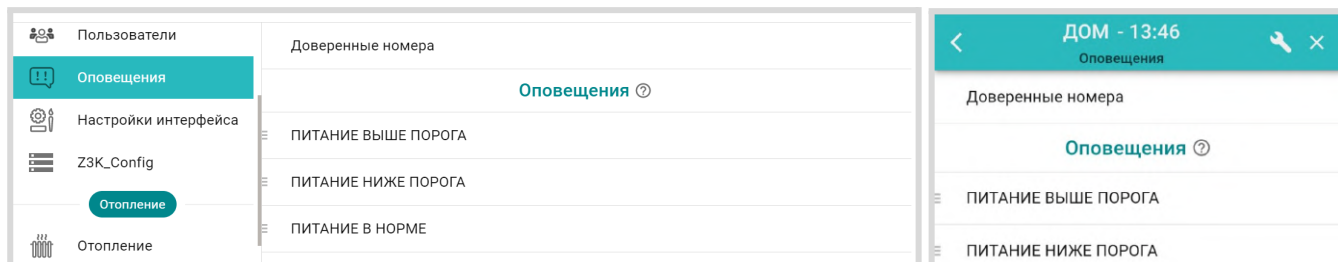 Пользователи
Оповещения
Настройки интерфейса
Z3K_Config
Отопление
Отопление
Доверенные номера
Оповещения
ПИТАНИЕ ВЫШЕ ПОРОГА
ПИТАНИЕ НИЖЕ ПОРОГА
ПИТАНИЕ В НОРМЕ
ДОМ - 13:46
Оповещения
Доверенные номера
Оповещения
ПИТАНИЕ ВЫШЕ ПОРОГА
ПИТАНИЕ НИЖЕ ПОРОГА